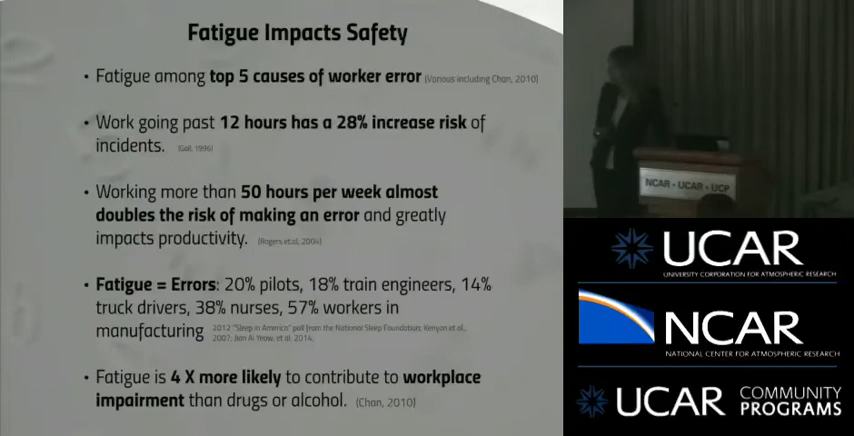 Fatigue Impacts Safety
• Fatigue among top 5 causes of worker error (Various including Chan, 2010)
• Work going past 12 hours has a 28% increase risk of
incidents. (Gail, 1996)
• Working more than 50 hours per week almost
doubles the risk of making an error and greatly
impacts productivity. (Rogers et.al, 2004)
• Fatigue = Errors: 20% pilots, 18% train engineers, 14%
truck drivers, 38% nurses, 57% workers in
manufacturing 2012 "Sleep in America" poll from the National Sleep Foundation; Kenyon et al.,
2007; Jian Ai Yeow, et al. 2014.
• Fatigue is 4 X more likely to contribute to workplace
impairment than drugs or alcohol. (Chan, 2010)
NCAR • UCAR • UCP
UCAR
UNIVERSITY CORPORATION FOR ATMOSPHERIC RESEARCH
NCAR
NATIONAL CENTER FOR ATMOSPHERIC RESEARCH
UCAR COMMUNITY
PROGRAMS